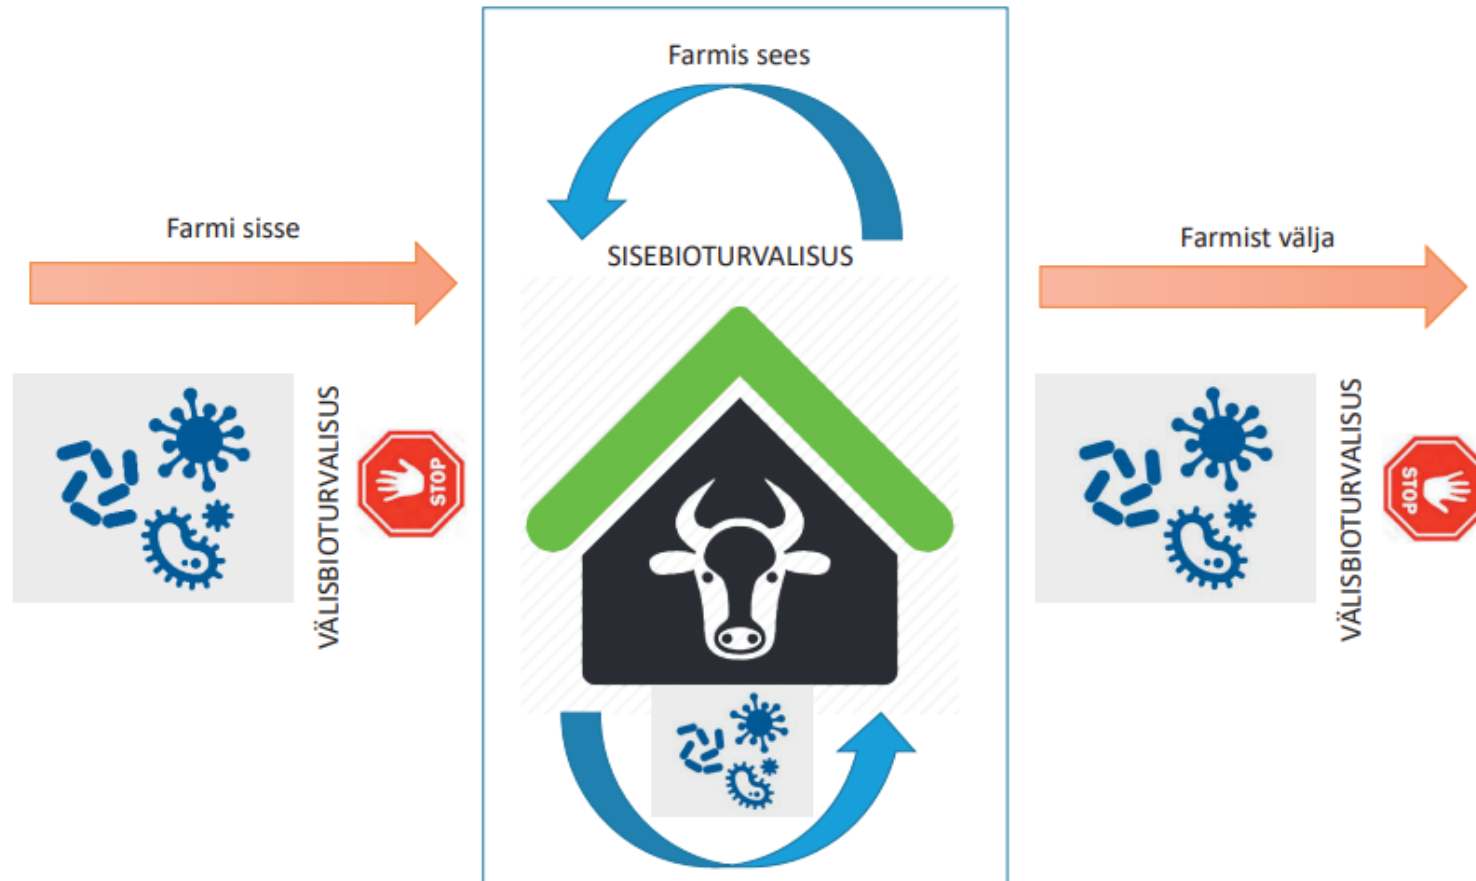 Farmis sees
Farmi sisse
Farmist välja
SISEBIOTURVALISUS
VÄLISBIOTURVALISUS
STOP
VÄLISBIOTURVALISUS
STOP